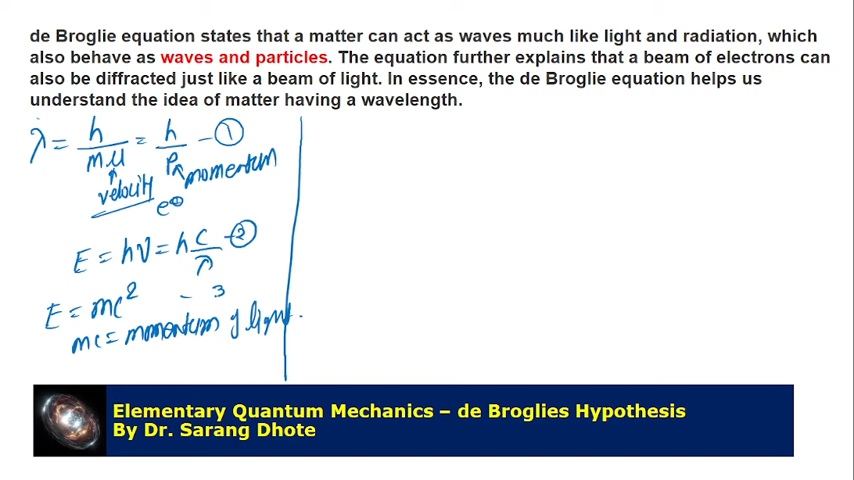 de Broglie equation states that a matter can act as waves much like light and radiation, which
also behave as waves and particles. The equation further explains that a beam of electrons can
also be diffracted just like a beam of light. In essence, the de Broglie equation helps us
understand the idea of matter having a wavelength.
λ = h/mu = h/p - ①
velocity
momentum
e⊖
E = hν = h c/λ - ②
E = mc² - 3
mc = momentum of light.
Elementary Quantum Mechanics – de Broglies Hypothesis
By Dr. Sarang Dhote